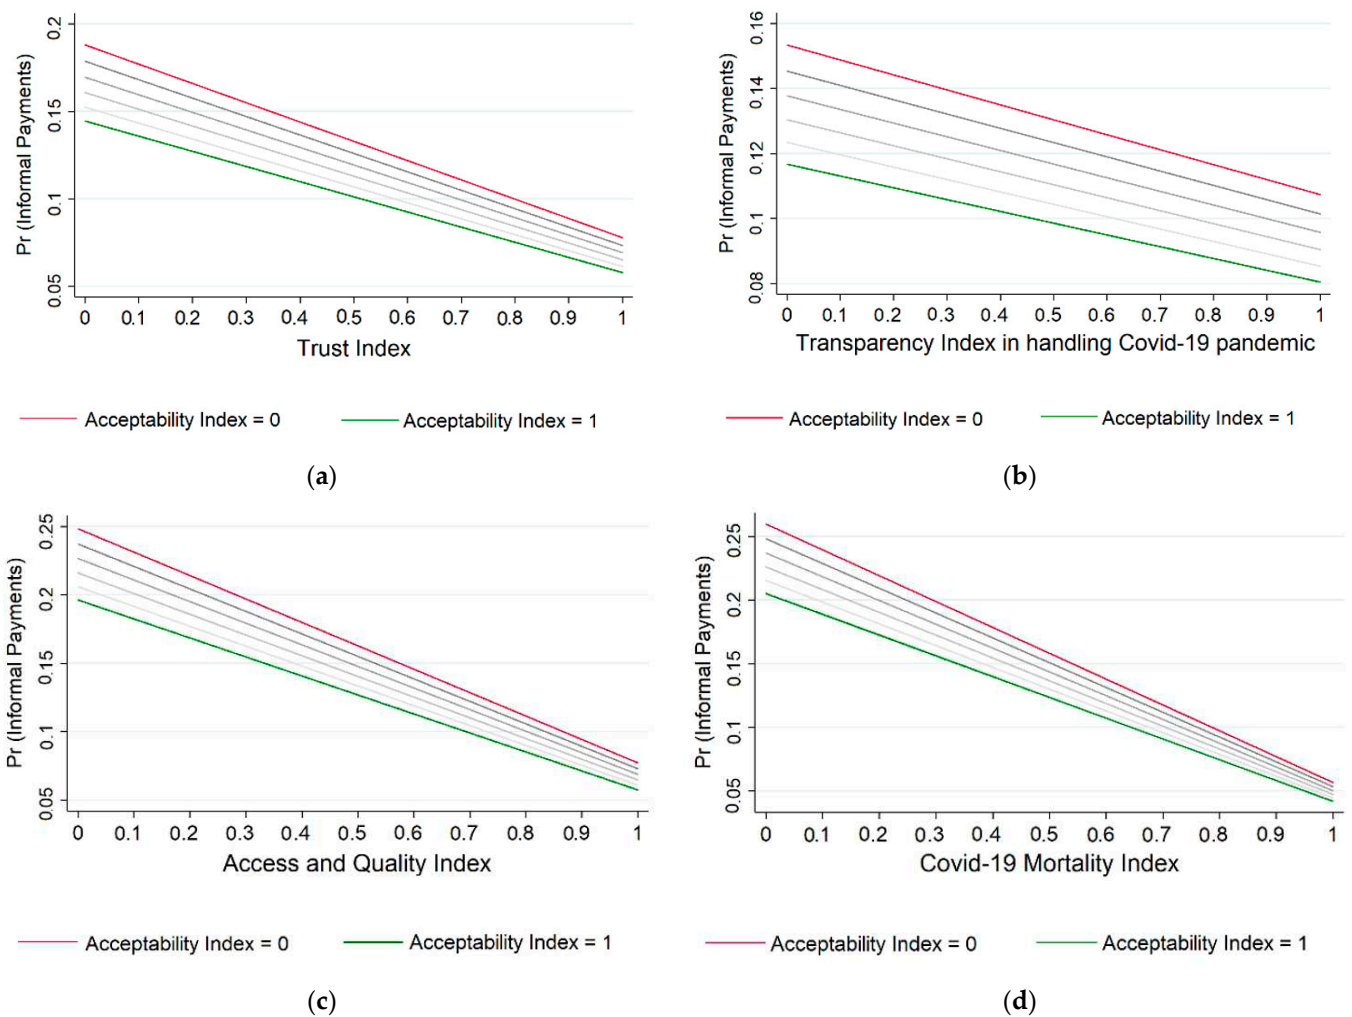 Pr (Informal Payments)
0.2
0.15
0.1
0.05
0 0.1 0.2 0.3 0.4 0.5 0.6 0.7 0.8 0.9 1
Trust Index
Acceptability Index = 0 Acceptability Index = 1
(a)
Pr (Informal Payments)
0.16
0.14
0.12
0.1
0.08
0 0.1 0.2 0.3 0.4 0.5 0.6 0.7 0.8 0.9 1
Transparency Index in handling Covid-19 pandemic
Acceptability Index = 0 Acceptability Index = 1
(b)
Pr (Informal Payments)
0.25
0.2
0.15
0.1
0.05
0 0.1 0.2 0.3 0.4 0.5 0.6 0.7 0.8 0.9 1
Access and Quality Index
Acceptability Index = 0 Acceptability Index = 1
(c)
Pr (Informal Payments)
0.25
0.2
0.15
0.1
0.05
0 0.1 0.2 0.3 0.4 0.5 0.6 0.7 0.8 0.9 1
Covid-19 Mortality Index
Acceptability Index = 0 Acceptability Index = 1
(d)